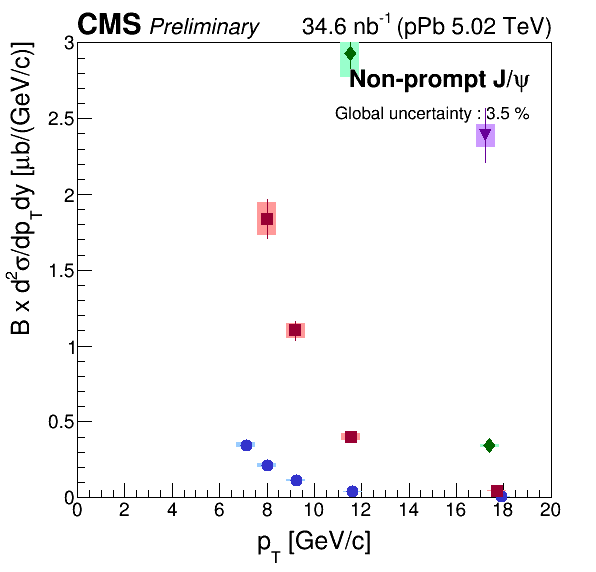 CMS Preliminary 34.6 nb⁻¹ (pPb 5.02 TeV)
Non-prompt J/ψ
Global uncertainty : 3.5 %
B x d²σ/dp_T dy [μb/(GeV/c)]
3
2.5
2
1.5
1
0.5
0
0 2 4 6 8 10 12 14 16 18 20
p_T [GeV/c]